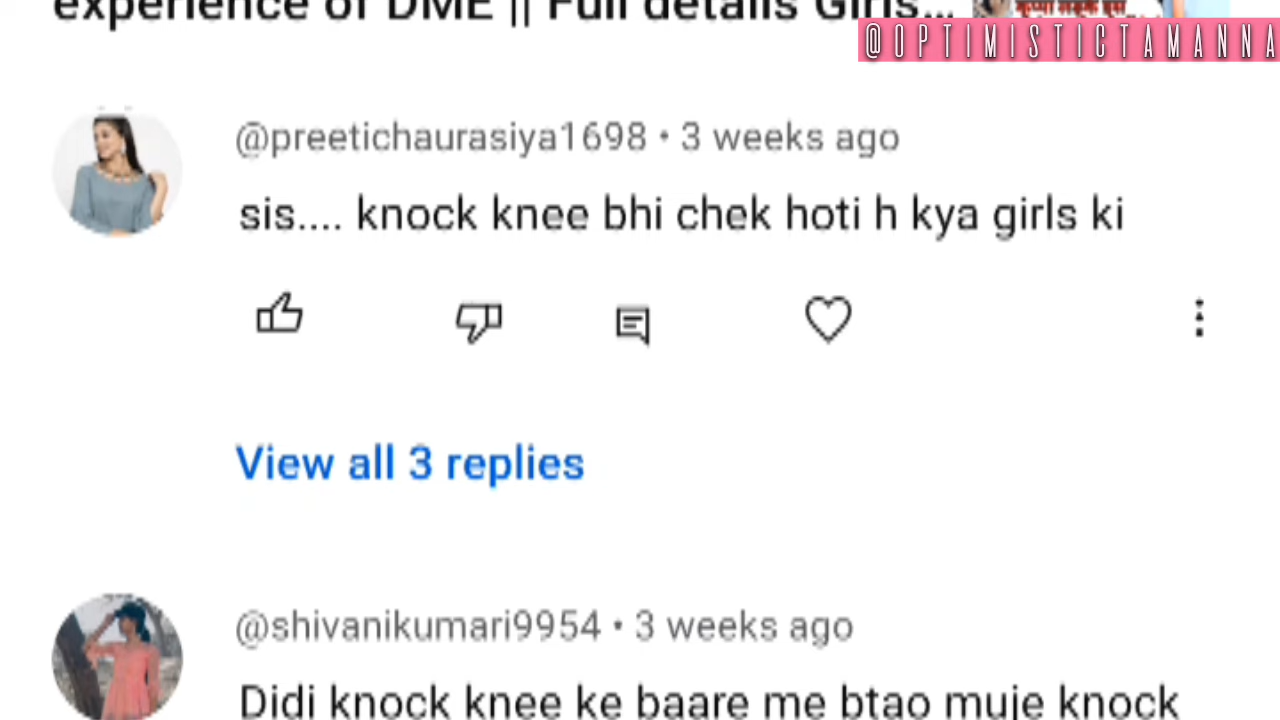 experience of DME || Full details Girls...
@OPTIMISTICTAMANNA
@preetichaurasiya1698 • 3 weeks ago
sis.... knock knee bhi chek hoti h kya girls ki
View all 3 replies
@shivanikumari9954 • 3 weeks ago
Didi knock knee ke baare me btao muje knock